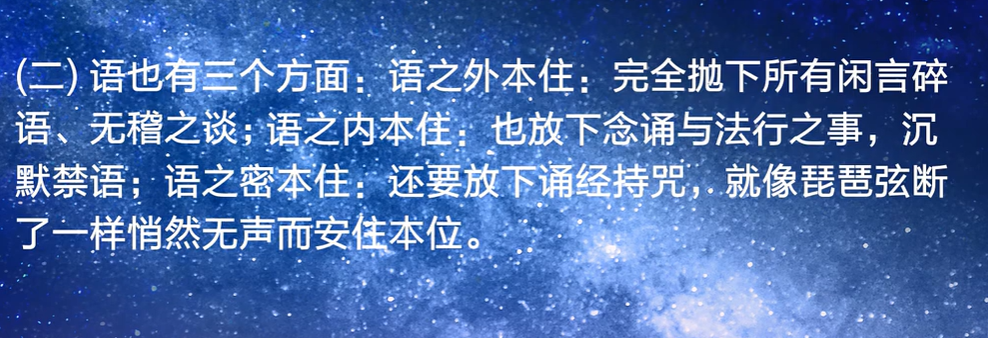 (二) 语也有三个方面：语之外本住：完全抛下所有闲言碎
语、无稽之谈；语之内本住：也放下念诵与法行之事，沉
默禁语；语之密本住：还要放下诵经持咒，就像琵琶弦断
了一样悄然无声而安住本位。